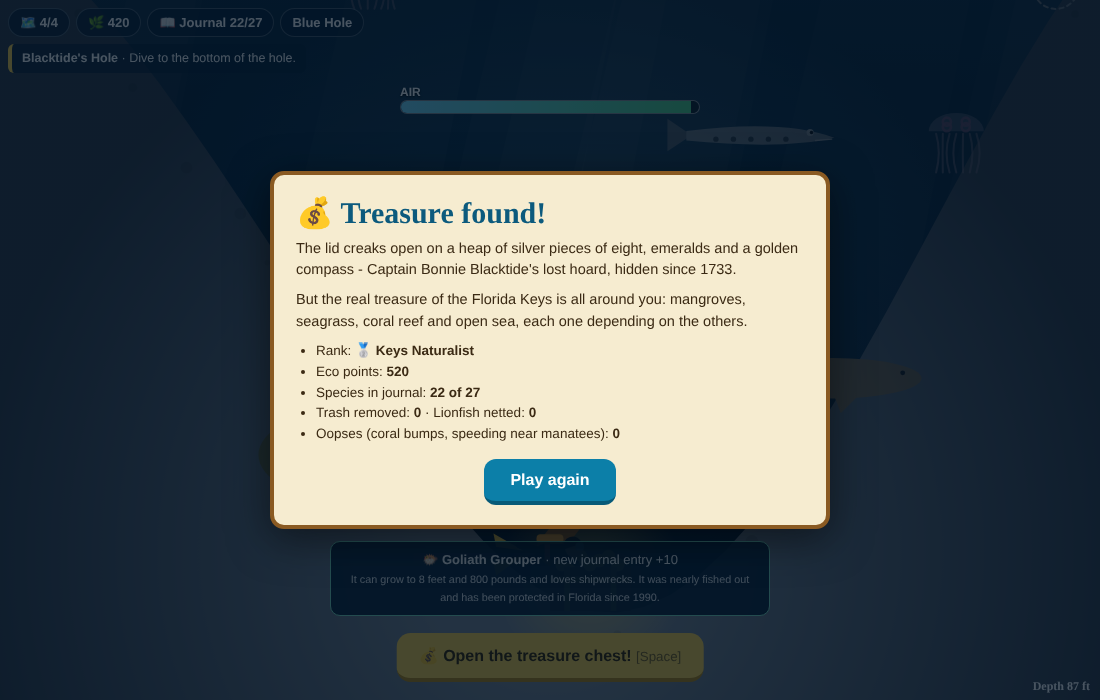 4/4 420 Journal 22/27 Blue Hole
Blacktide's Hole · Dive to the bottom of the hole.
AIR
Treasure found!
The lid creaks open on a heap of silver pieces of eight, emeralds and a golden
compass - Captain Bonnie Blacktide's lost hoard, hidden since 1733.
But the real treasure of the Florida Keys is all around you: mangroves,
seagrass, coral reef and open sea, each one depending on the others.
• Rank: 🥈 Keys Naturalist
• Eco points: 520
• Species in journal: 22 of 27
• Trash removed: 0 · Lionfish netted: 0
• Oopses (coral bumps, speeding near manatees): 0
Play again
Goliath Grouper · new journal entry +10
It can grow to 8 feet and 800 pounds and loves shipwrecks. It was nearly fished out
and has been protected in Florida since 1990.
Open the treasure chest! [Space]
Depth 87 ft